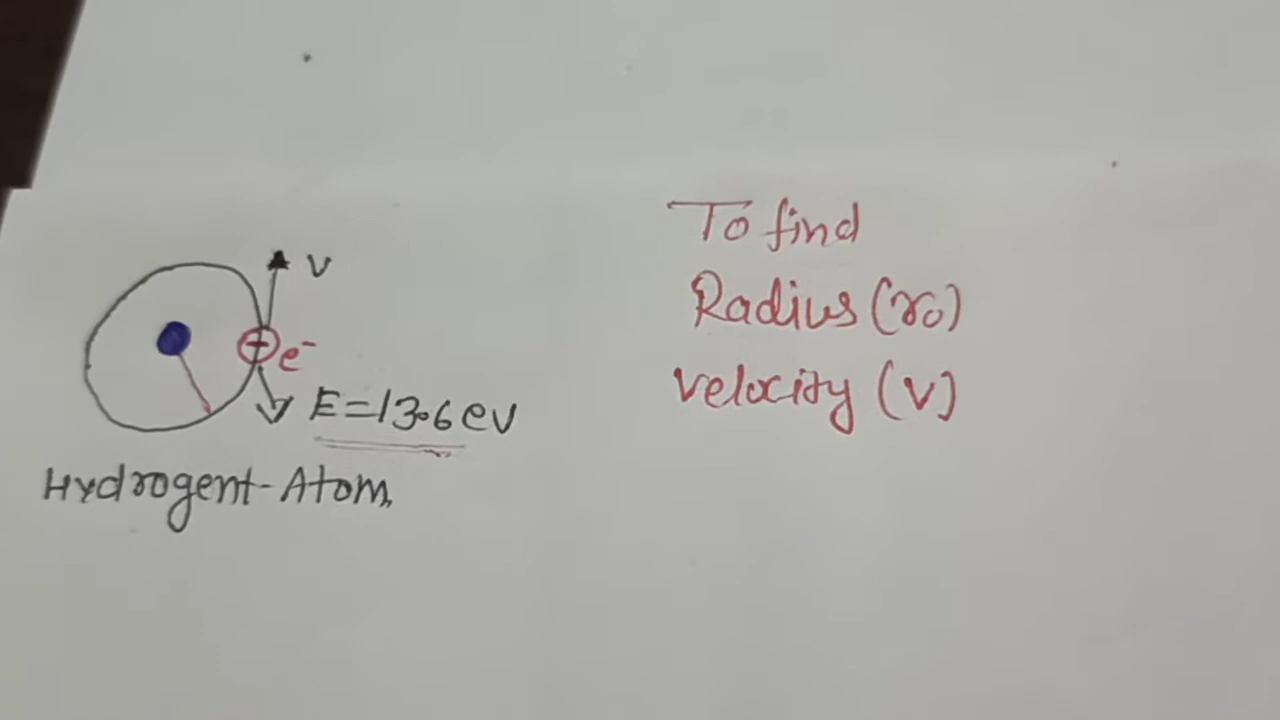 V
e⁻
E=13.6eV
Hydrogent-Atom,
To find
Radius (r₀)
Velocity (V)